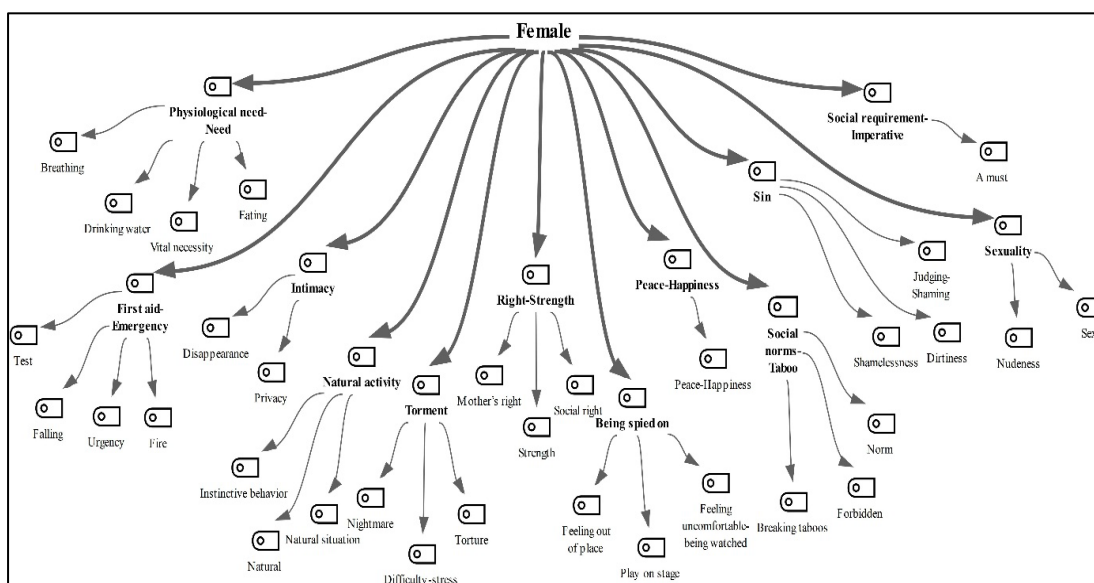 Female
Physiological need-
Need
Breathing
Drinking water
Vital necessity
Eating
Social requirement-
Imperative
A must
Sin
Judging-
Shaming
Shamelessness
Dirtiness
Sexuality
Nudeness
Sex
First aid-
Emergency
Test
Falling
Urgency
Fire
Intimacy
Disappearance
Privacy
Right-Strength
Mother's right
Strength
Social right
Peace-Happiness
Peace-Happiness
Social
norms-
Taboo
Norm
Forbidden
Breaking taboos
Natural activity
Instinctive behavior
Natural
Natural situation
Torment
Nightmare
Difficulty-stress
Torture
Being spied on
Feeling out
of place
Play on stage
Feeling
uncomfortable-
being watched